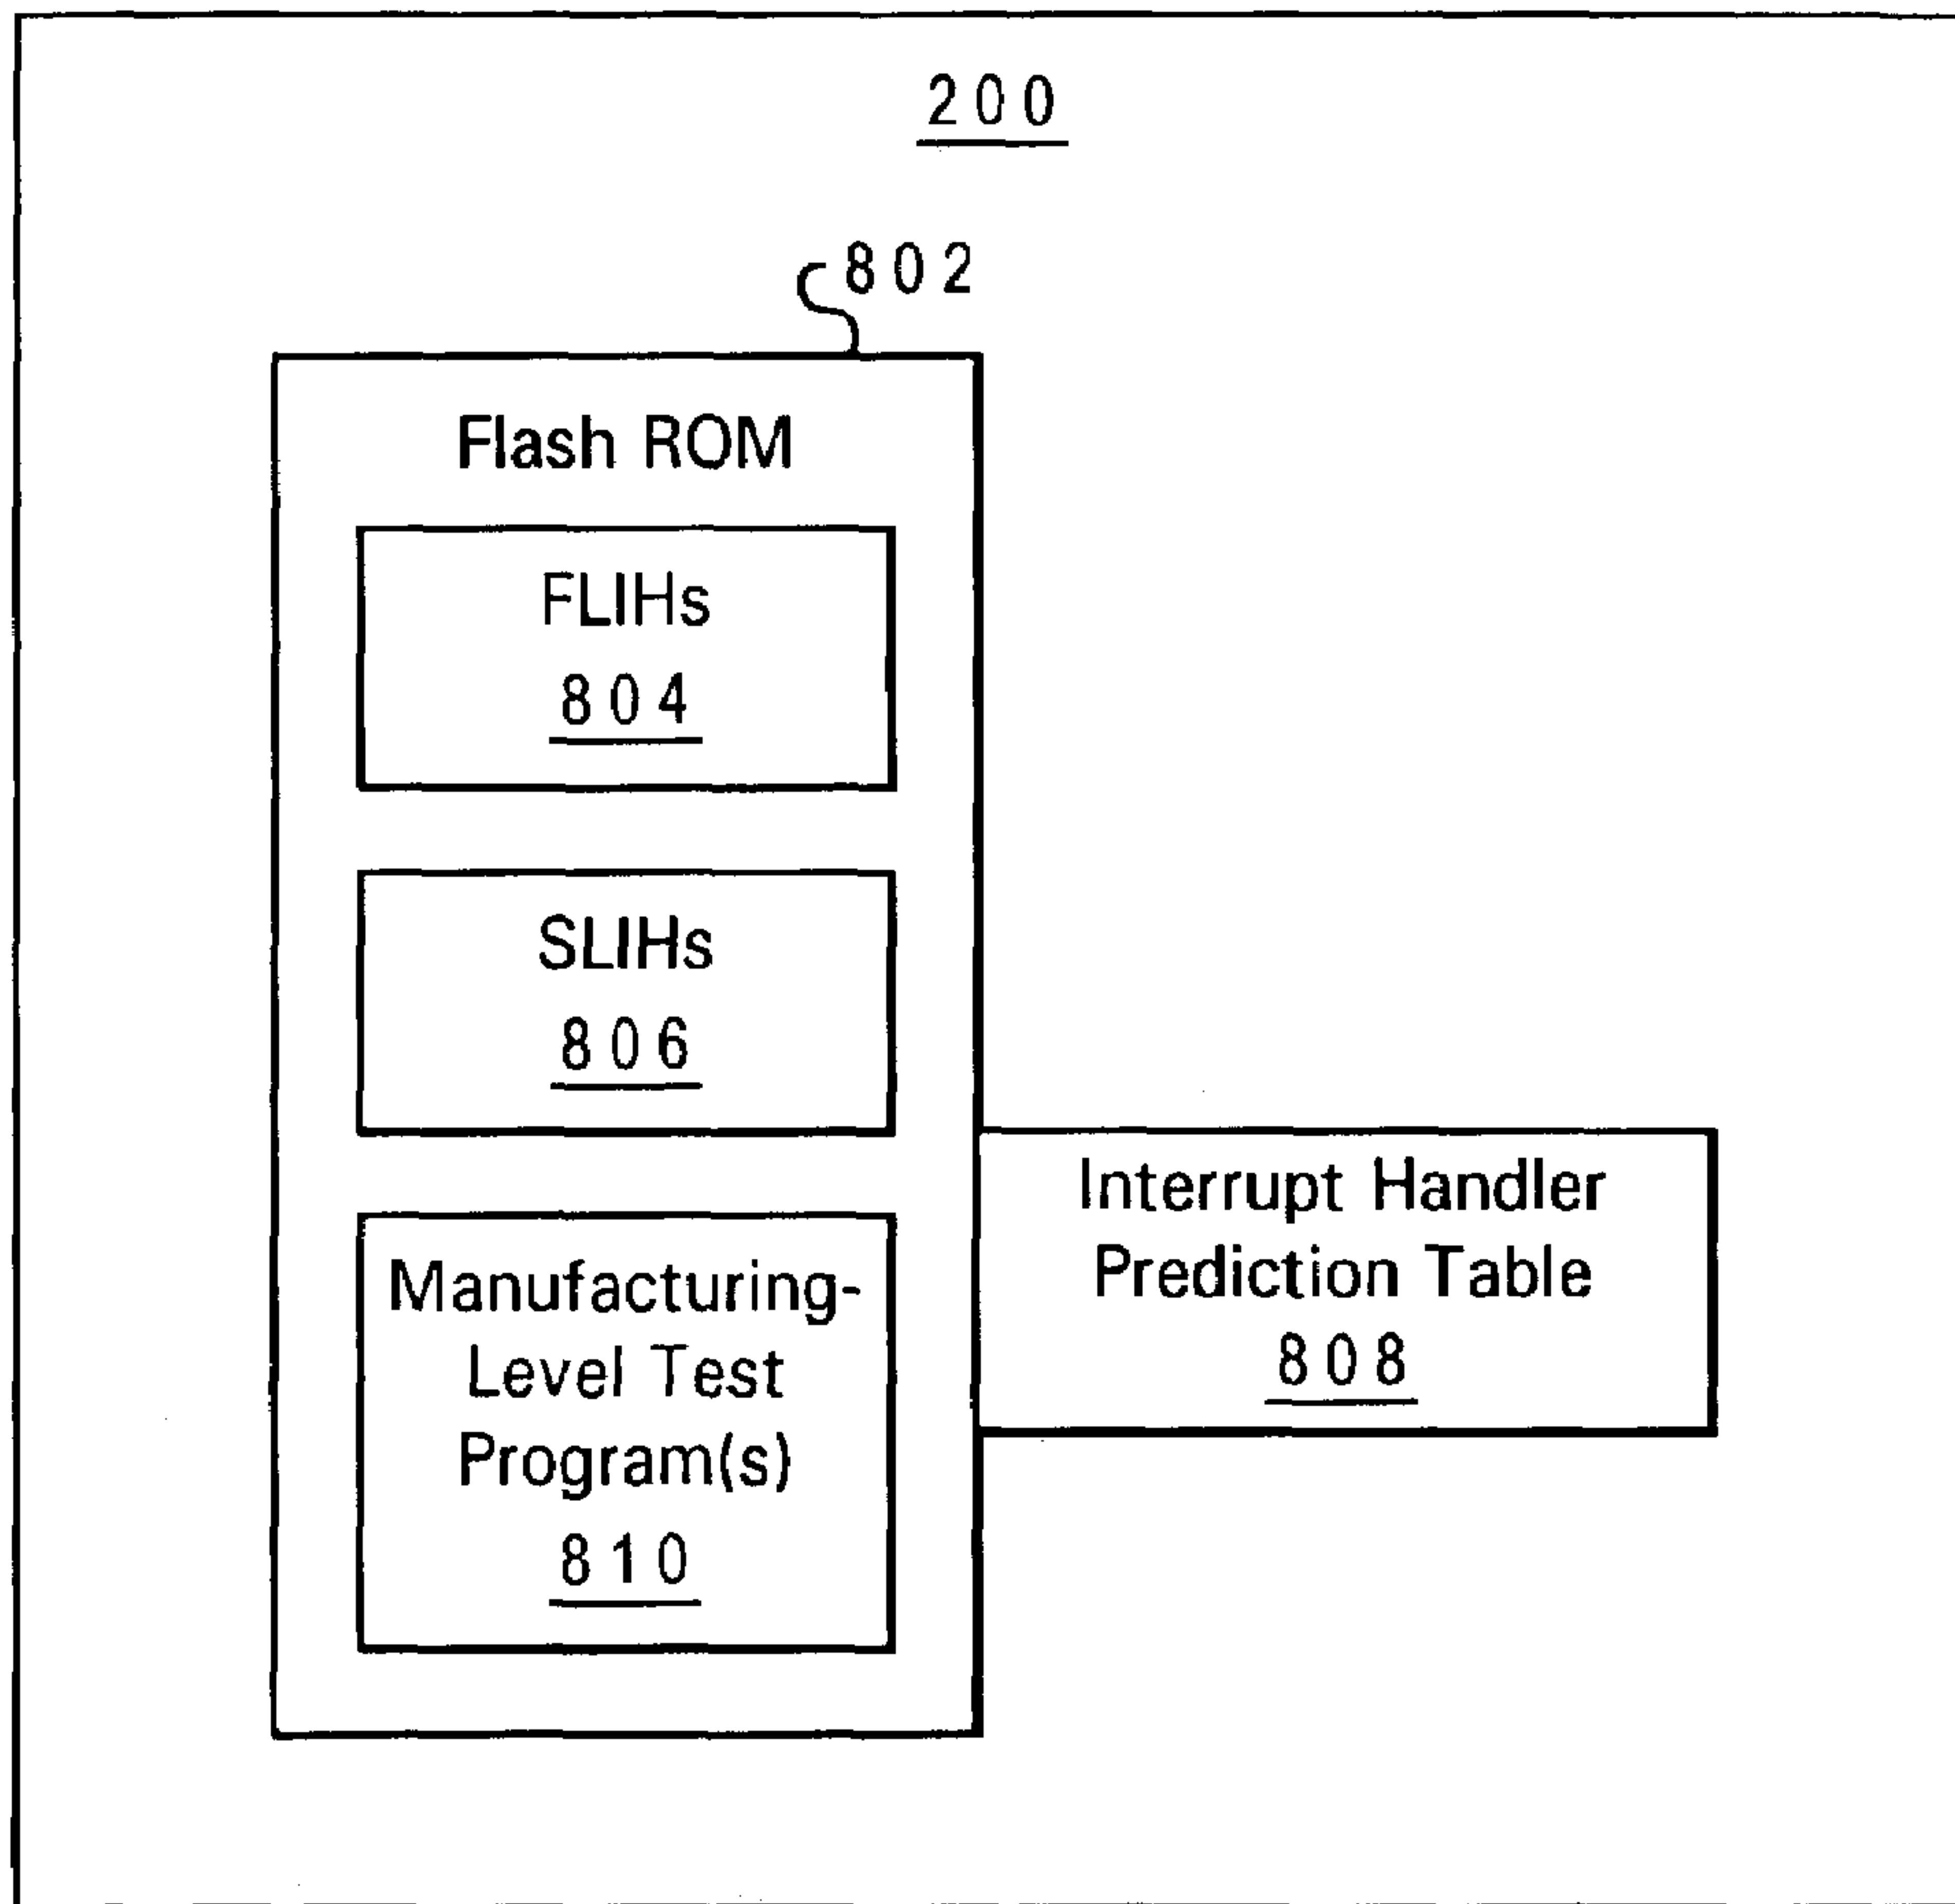 200
802
Flash ROM
FLIHs
804
SLIHs
806
Manufacturing-
Level Test
Program(s)
810
Interrupt Handler
Prediction Table
808